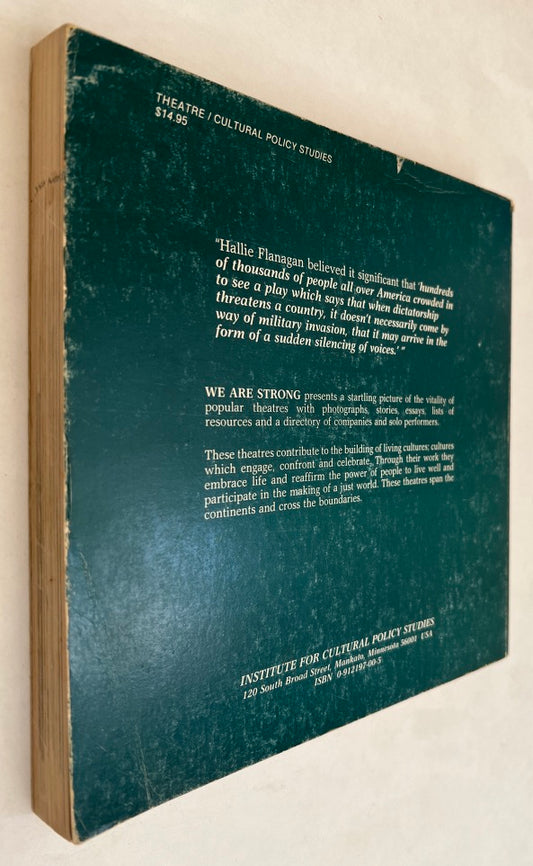 THEATRE / CULTURAL POLICY STUDIES
$14.95
"Hallie Flanagan believed it significant that 'hundreds
of thousands of people all over America crowded in
to see a play which says that when dictatorship
threatens a country, it doesn't necessarily come by
way of military invasion, that it may arrive in the
form of a sudden silencing of voices.' "
WE ARE STRONG presents a startling picture of the vitality of
popular theatres with photographs, stories, essays, lists of
resources and a directory of companies and solo performers.
These theatres contribute to the building of living cultures; cultures
which engage, confront and celebrate. Through their work they
embrace life and reaffirm the power of people to live well and
participate in the making of a just world. These theatres span the
continents and cross the boundaries.
INSTITUTE FOR CULTURAL POLICY STUDIES
120 South Broad Street, Mankato, Minnesota 56001 USA
ISBN 0-912197-00-5